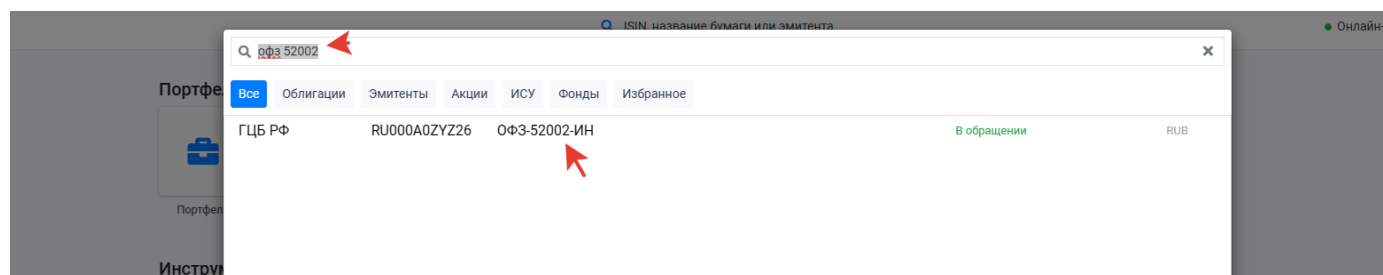 ISIN, название бумаги или эмитента
Онлайн-
офз 52002
Портфе
Все Облигации Эмитенты Акции ИСУ Фонды Избранное
ГЦБ РФ RU000A0ZYZ26 ОФЗ-52002-ИН В обращении RUB
Портфел
Инструм